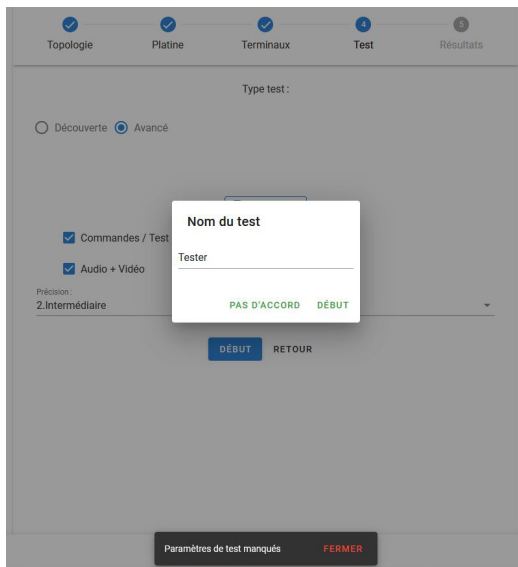 Topologie
Platine
Terminaux
4
Test
5
Résultats
Type test :
Découverte
Avancé
Nom du test
Commandes / Test
Tester
Audio + Vidéo
Précision :
2.Intermédiaire
PAS D'ACCORD
DÉBUT
DÉBUT
RETOUR
Paramètres de test manqués
FERMER